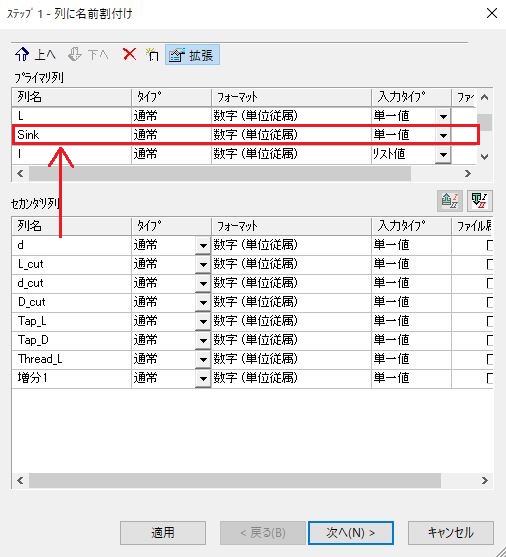 ステップ 1 - 列に名前割付け
上へ 下へ 拡張
プライマリ列
列名 タイプ フォーマット 入力タイプ ファイ
L 通常 数字 (単位従属) 単一値
Sink 通常 数字 (単位従属) 単一値
l 通常 数字 (単位従属) リスト値
セカンダリ列
列名 タイプ フォーマット 入力タイプ ファイル属
d 通常 数字 (単位従属) 単一値
L_cut 通常 数字 (単位従属) 単一値
d_cut 通常 数字 (単位従属) 単一値
D_cut 通常 数字 (単位従属) 単一値
Tap_L 通常 数字 (単位従属) 単一値
Tap_D 通常 数字 (単位従属) 単一値
Thread_L 通常 数字 (単位従属) 単一値
増分1 通常 数字 (単位従属) 単一値
適用 < 戻る(B) 次へ(N) > キャンセル